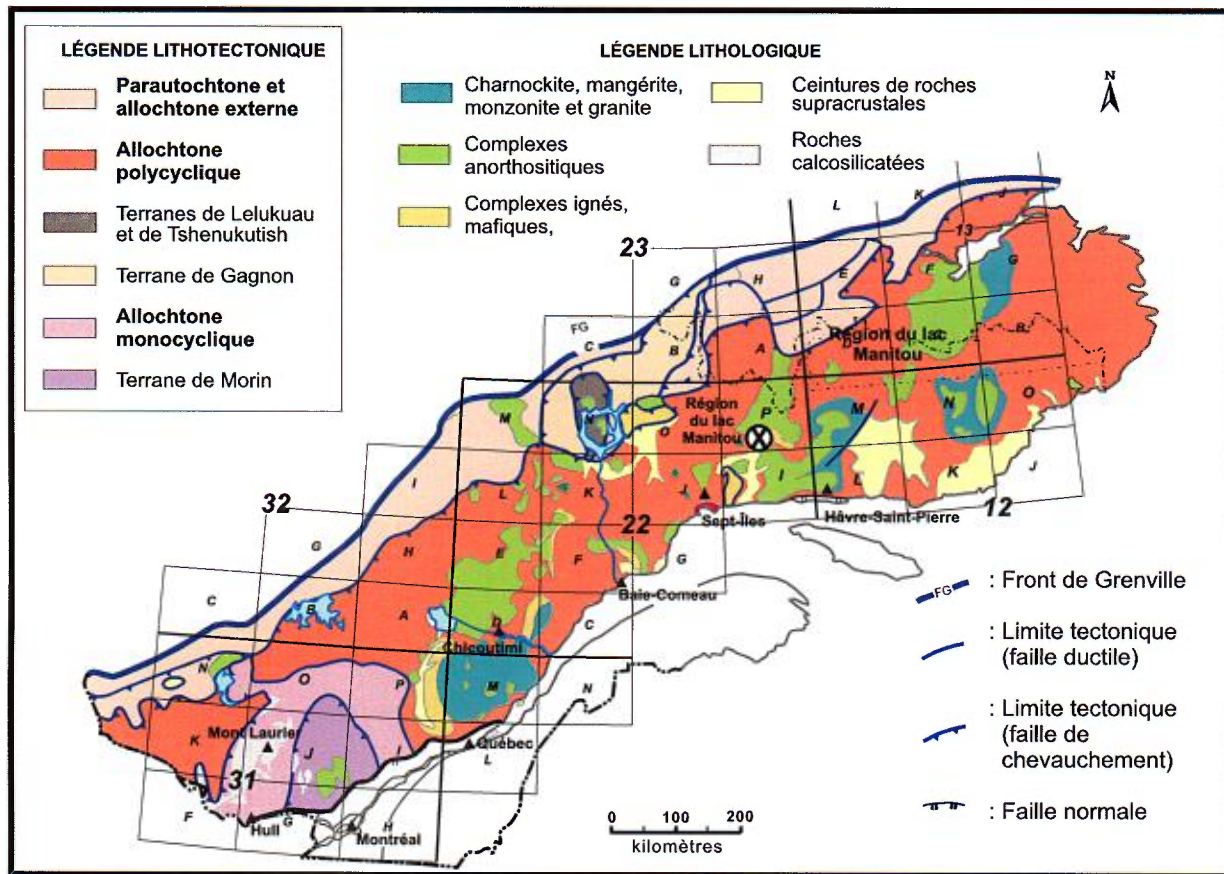 LÉGENDE LITHOTECTONIQUE
Parautochtone et
allochtone externe
Allochtone
polycyclique
Terranes de Lelukuau
et de Tshenukutish
Terrane de Gagnon
Allochtone
monocyclique
Terrane de Morin
LÉGENDE LITHOLOGIQUE
Charnockite, mangérite,
monzonite et granite
Complexes
anorthositiques
Complexes ignés,
mafiques,
Ceintures de roches
supracrustales
Roches
calcosilicatées
N
L
K
J
13
23
G
H
E
F
G
FG
C
B
A
Région du lac
Manitou
B
M
Région
du lac
Manitou
O
P
M
N
O
I
L
K
J
32
L
K
J
I
L
K
J
12
Sept-Îles
Hâvre-Saint-Pierre
G
H
E
F
22
G
Baie-Comeau
C
B
A
D
Chicoutimi
C
N
O
P
M
N
K
Mont Laurier
J
I
Québec
L
31
F
Hull
G
Montréal
H
0 100 200
kilomètres
FG
: Front de Grenville
: Limite tectonique
(faille ductile)
: Limite tectonique
(faille de
chevauchement)
: Faille normale